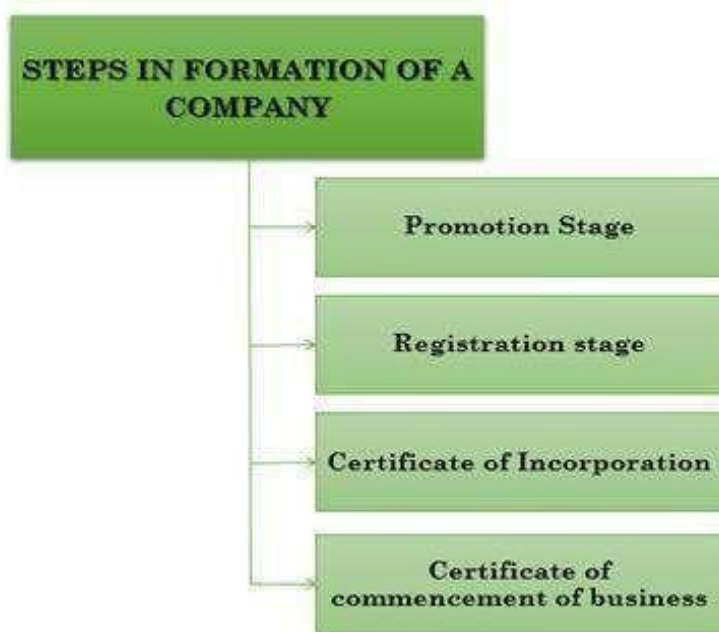 STEPS IN FORMATION OF A
COMPANY
Promotion Stage
Registration stage
Certificate of Incorporation
Certificate of
commencement of business